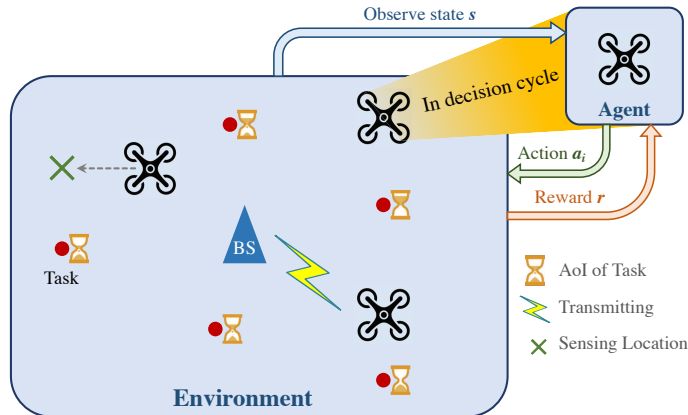 Observe state s
In decision cycle
Agent
Action aᵢ
Reward r
BS
Task
AoI of Task
Transmitting
Sensing Location
Environment